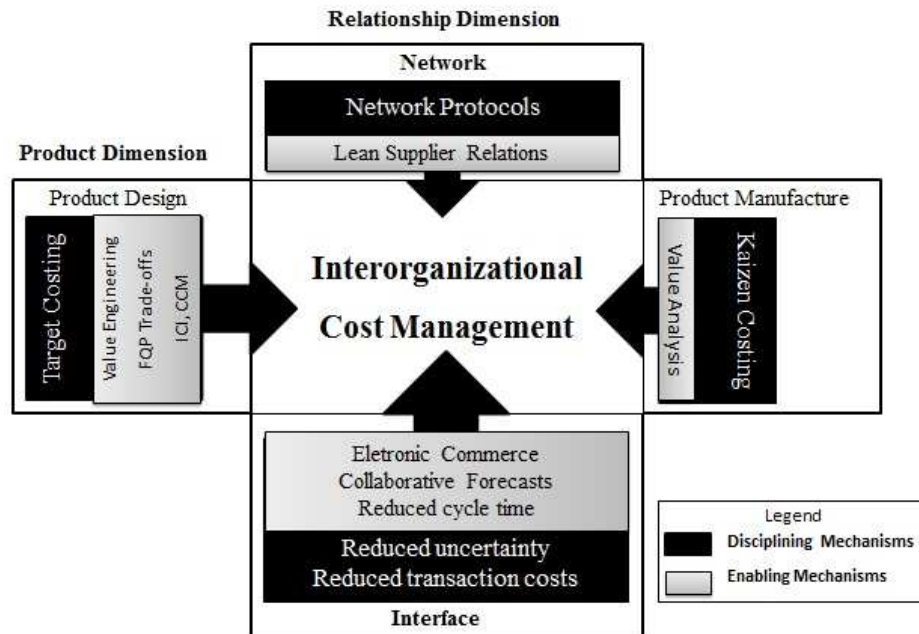 Relationship Dimension
Network
Network Protocols
Lean Supplier Relations
Product Dimension
Product Design
Target Costing
Value Engineering
FQP Trade-offs
ICI, CCM
Interorganizational
Cost Management
Product Manufacture
Value Analysis
Kaizen Costing
Eletronic Commerce
Collaborative Forecasts
Reduced cycle time
Reduced uncertainty
Reduced transaction costs
Interface
Legend
Disciplining Mechanisms
Enabling Mechanisms